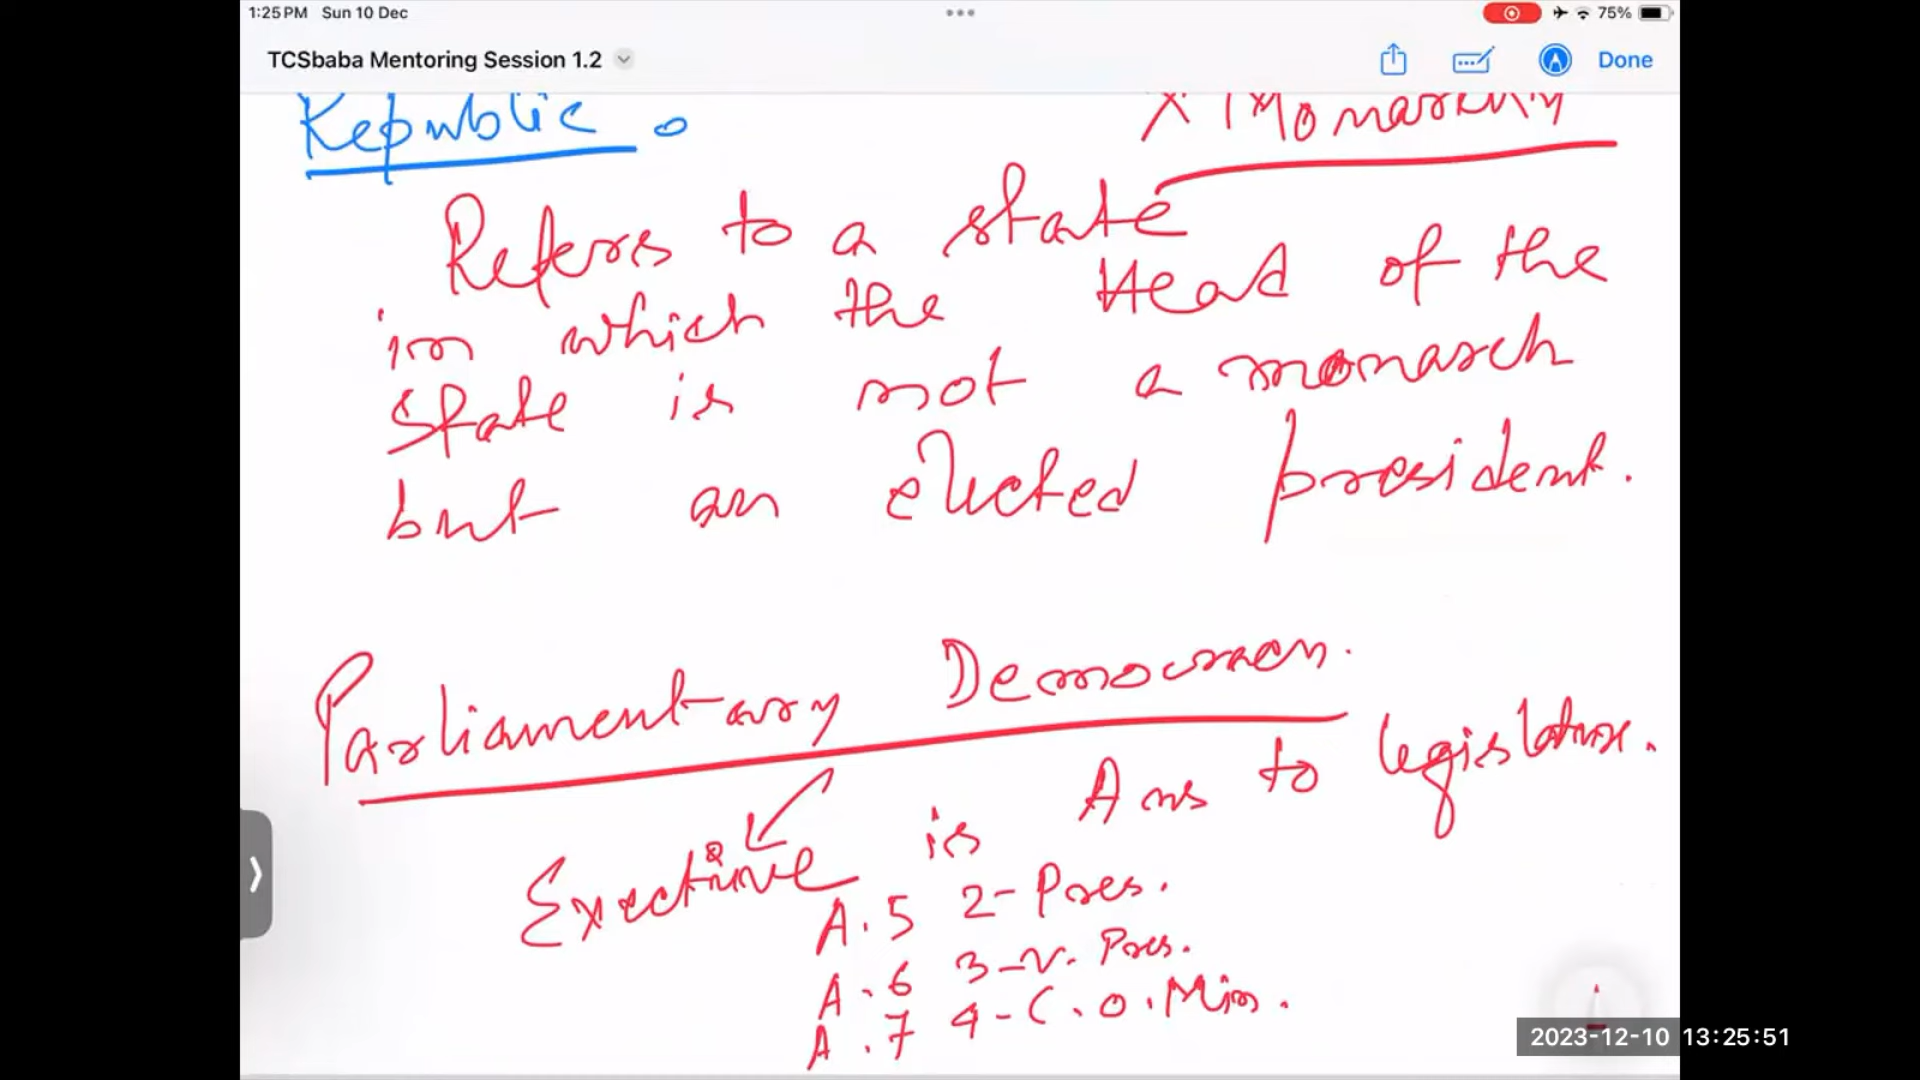 1:25 PM Sun 10 Dec
75%
TCSbaba Mentoring Session 1.2
Done
Republic
X Monarchy
Refers to a state
in which the Head of the
state is not a monarch
but an elected president.
Parliamentary Democracy.
Exective is Ans to legislature.
A. 5 2- Pres.
A. 6 3- V. Pres.
A. 7 4- C. O. Min.
2023-12-10 13:25:51